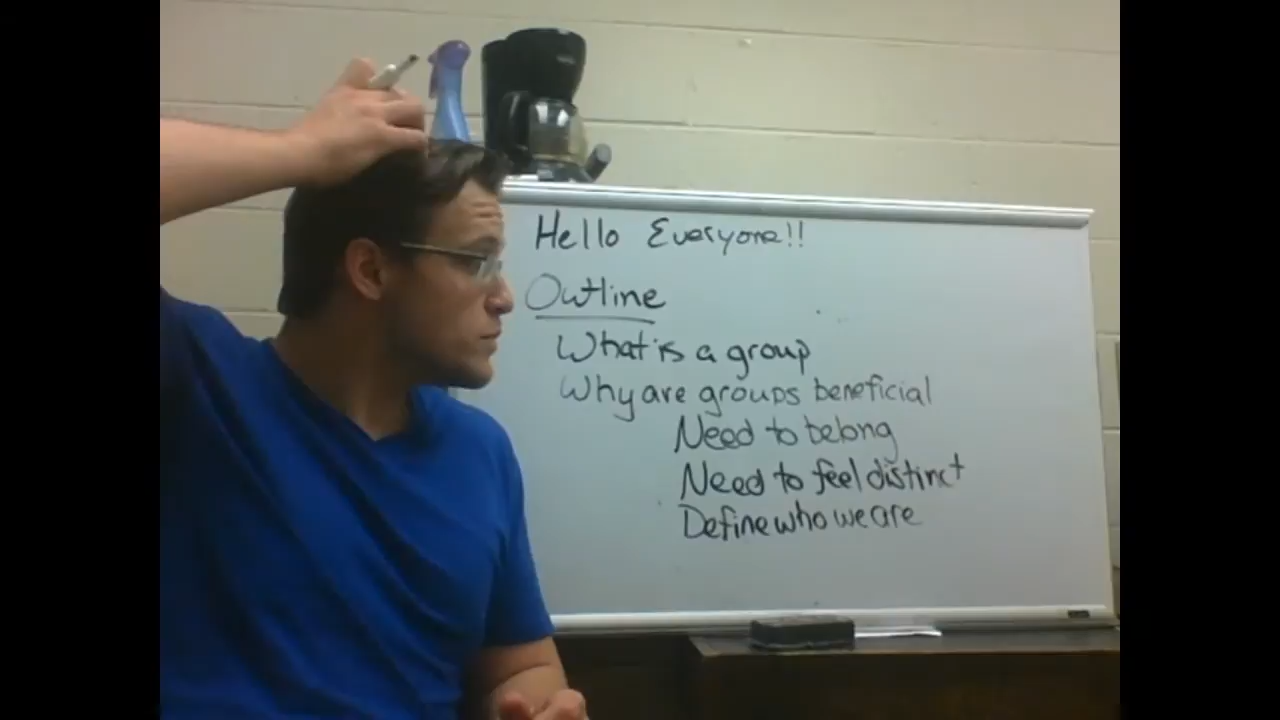 Hello Everyone!!
Outline
What is a group
Why are groups beneficial
Need to belong
Need to feel distinct
Define who we are